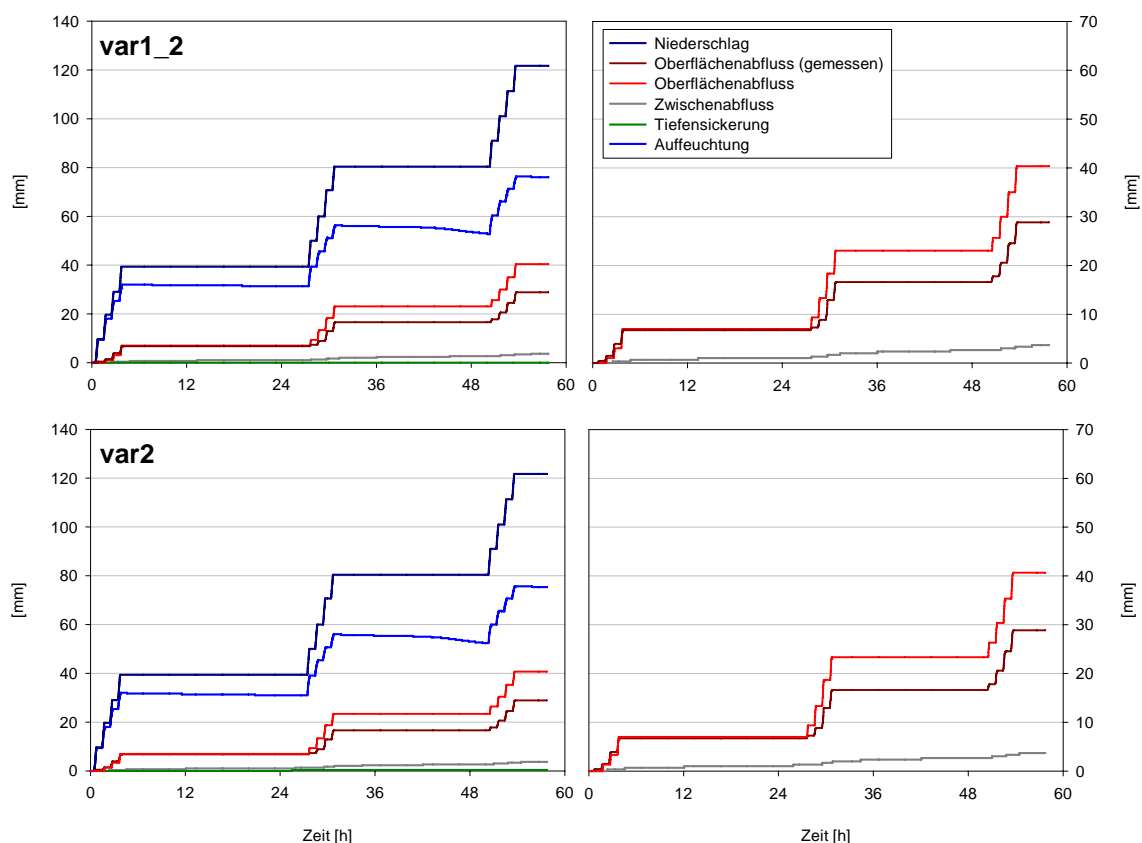 140
120
100
80
60
40
20
0
[mm]
var1_2
0 12 24 36 48 60
Niederschlag
Oberflächenabfluss (gemessen)
Oberflächenabfluss
Zwischenabfluss
Tiefensickerung
Auffeuchtung
70
60
50
40
30
20
10
0
[mm]
0 12 24 36 48 60
140
120
100
80
60
40
20
0
[mm]
var2
0 12 24 36 48 60
Zeit [h]
70
60
50
40
30
20
10
0
[mm]
0 12 24 36 48 60
Zeit [h]